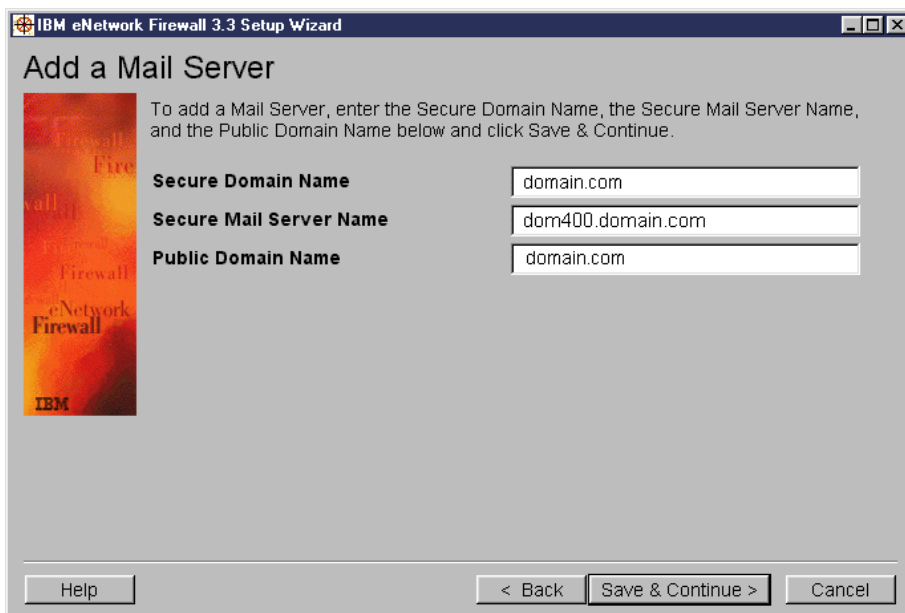 IBM eNetwork Firewall 3.3 Setup Wizard
Add a Mail Server
To add a Mail Server, enter the Secure Domain Name, the Secure Mail Server Name,
and the Public Domain Name below and click Save & Continue.
Secure Domain Name domain.com
Secure Mail Server Name dom400.domain.com
Public Domain Name domain.com
Firewall
Fire
wall
Firewall
Firewall
eNetwork
Firewall
IBM
Help < Back Save & Continue > Cancel